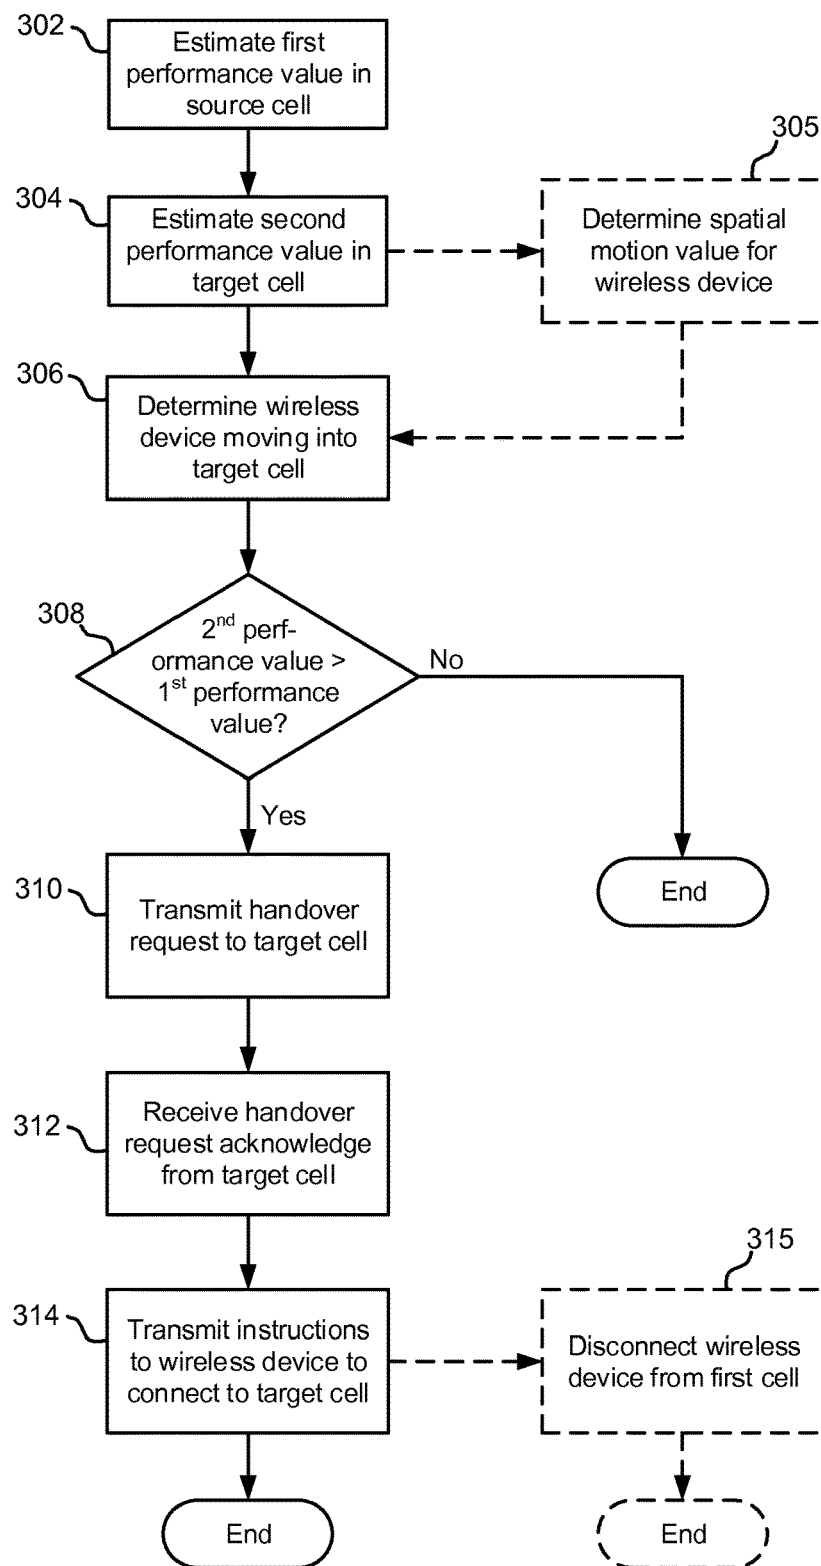 302
Estimate first
performance value in
source cell
305
304
Estimate second
performance value in
target cell
Determine spatial
motion value for
wireless device
306
Determine wireless
device moving into
target cell
308
2nd perf-
ormance value >
1st performance
value?
No
Yes
End
310
Transmit handover
request to target cell
312
Receive handover
request acknowledge
from target cell
315
314
Transmit instructions
to wireless device to
connect to target cell
Disconnect wireless
device from first cell
End
End